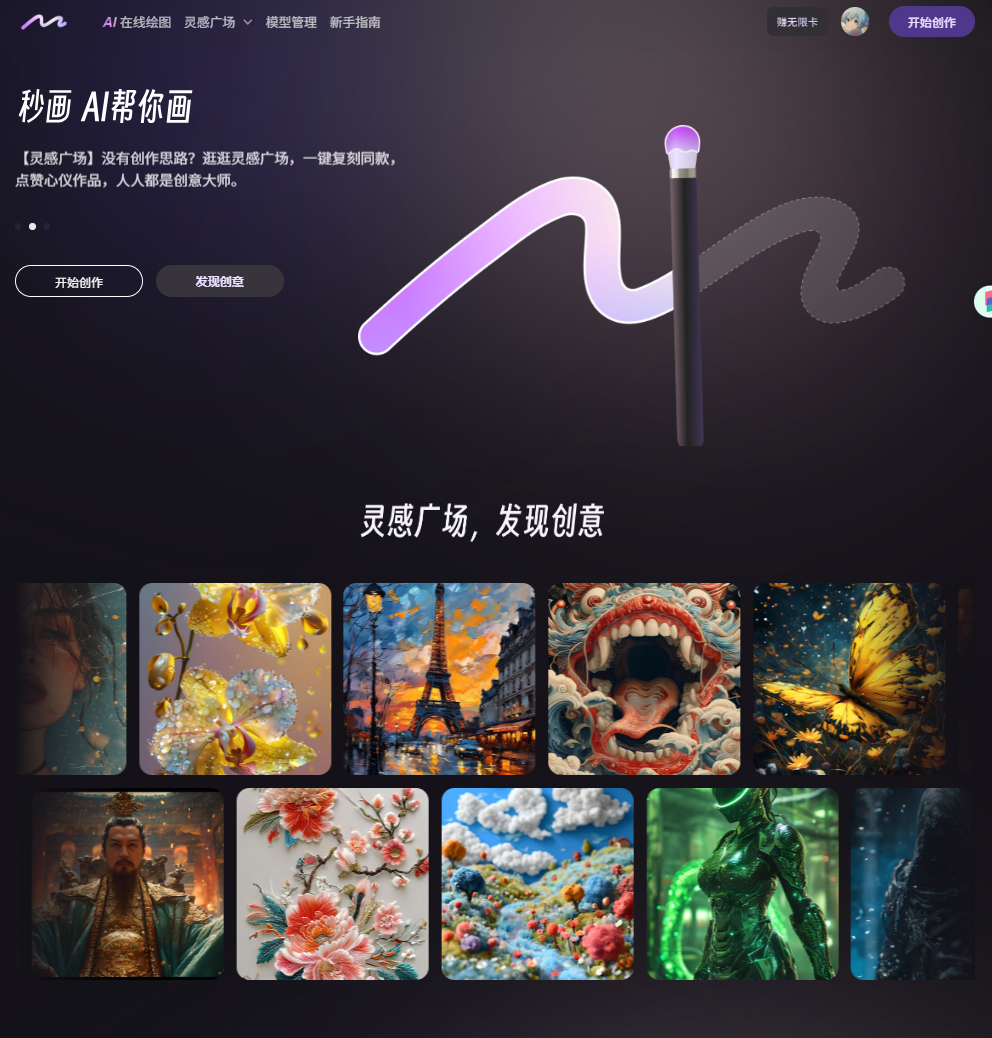 AI 在线绘图 灵感广场 模型管理 新手指南 赚无限卡 开始创作
秒画 AI帮你画
【灵感广场】没有创作思路？逛逛灵感广场，一键复刻同款，
点赞心仪作品，人人都是创意大师。
开始创作 发现创意
灵感广场，发现创意